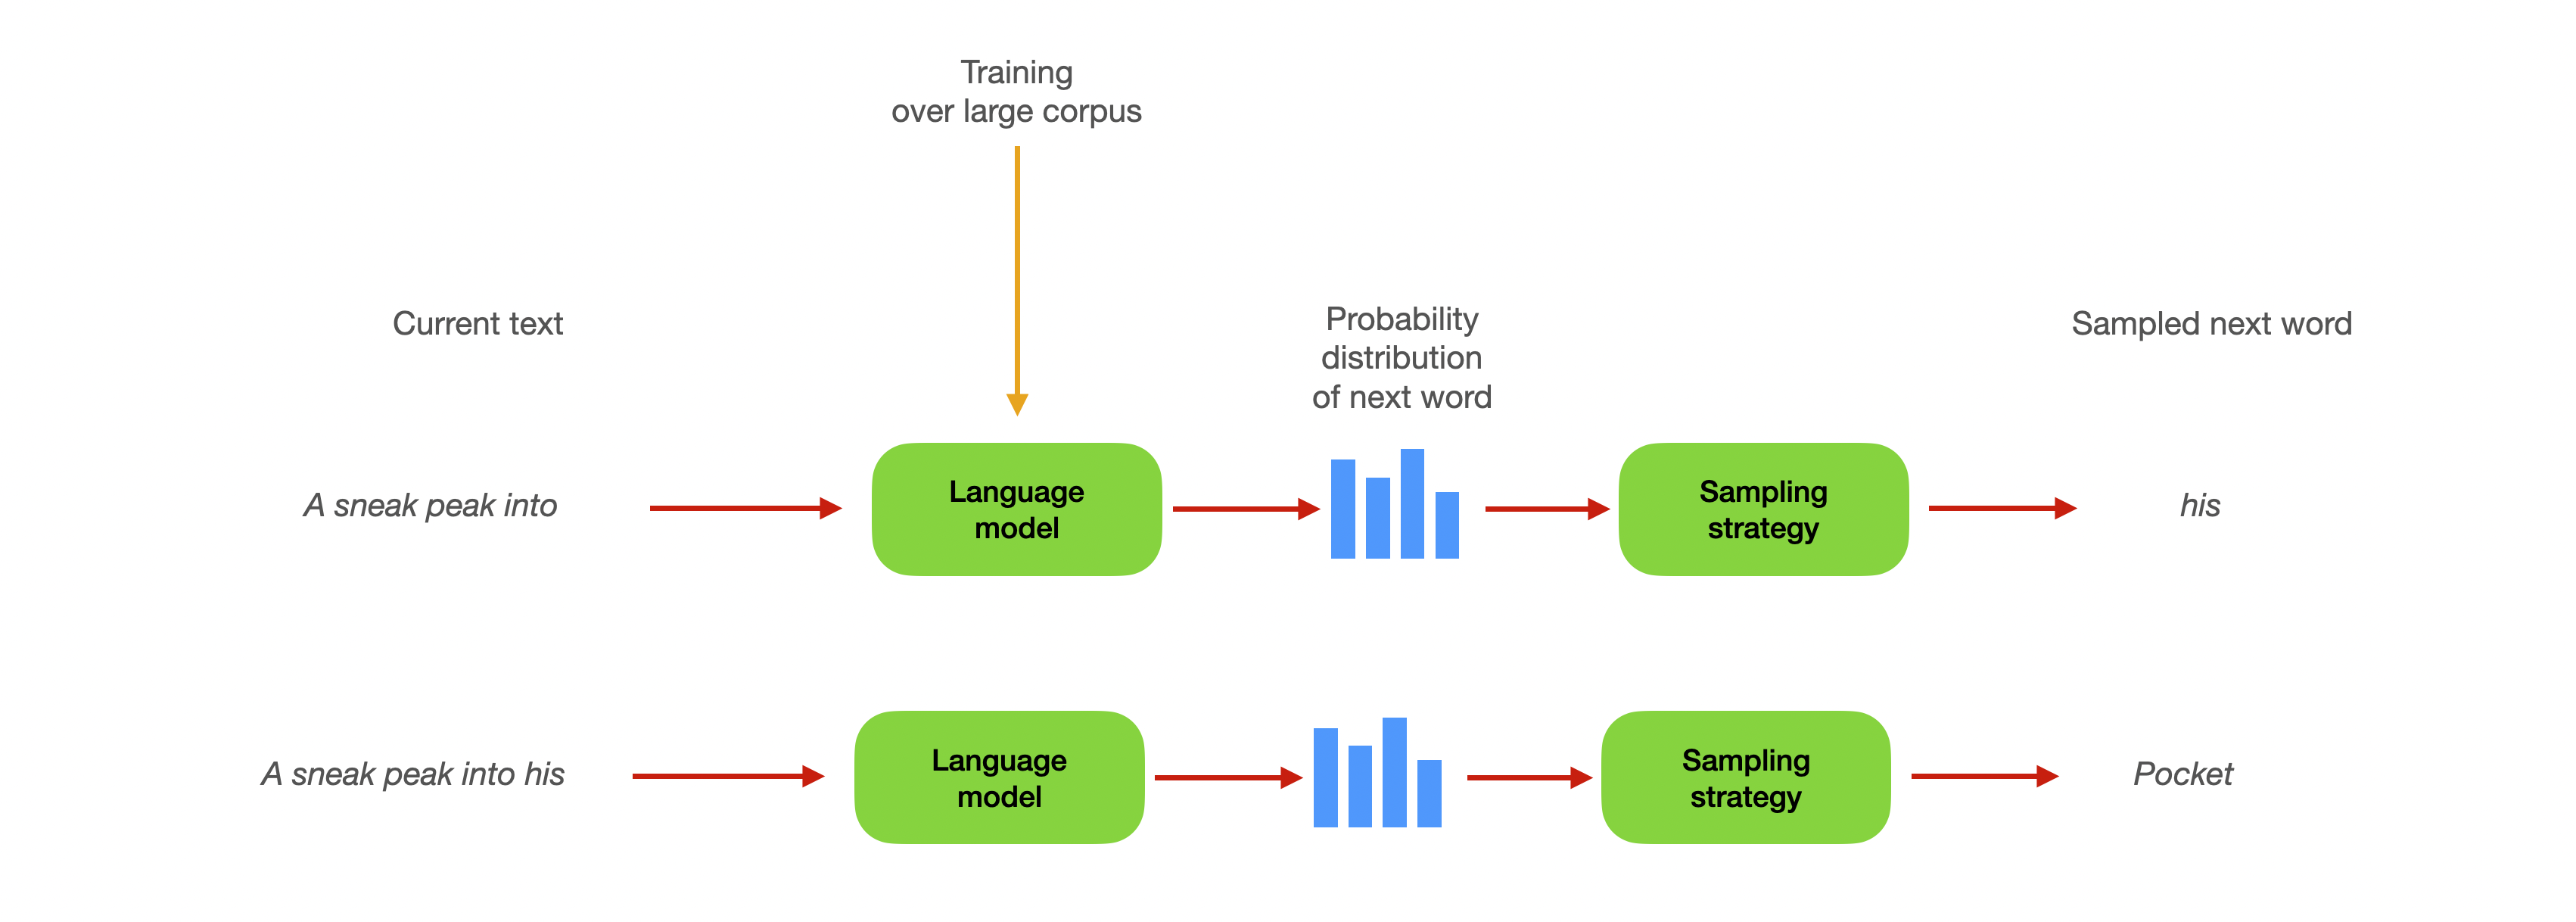 Training
over large corpus
Current text
Probability
distribution
of next word
Sampled next word
A sneak peak into
Language
model
Sampling
strategy
his
A sneak peak into his
Language
model
Sampling
strategy
Pocket